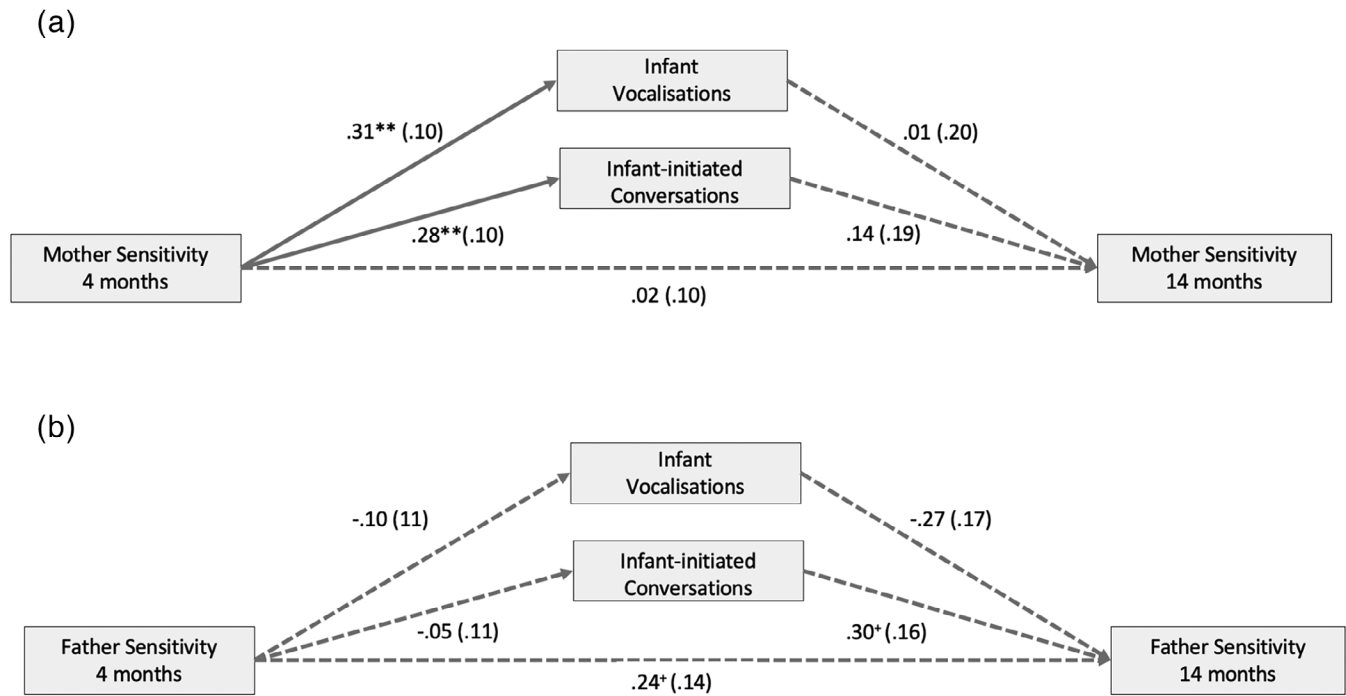 (a)
Infant
Vocalisations
.31** (.10)
.01 (.20)
Infant-initiated
Conversations
.28**(.10)
.14 (.19)
Mother Sensitivity
4 months
Mother Sensitivity
14 months
.02 (.10)
(b)
Infant
Vocalisations
-.10 (11)
-.27 (.17)
Infant-initiated
Conversations
-.05 (.11)
.30⁺ (.16)
Father Sensitivity
4 months
Father Sensitivity
14 months
.24⁺ (.14)